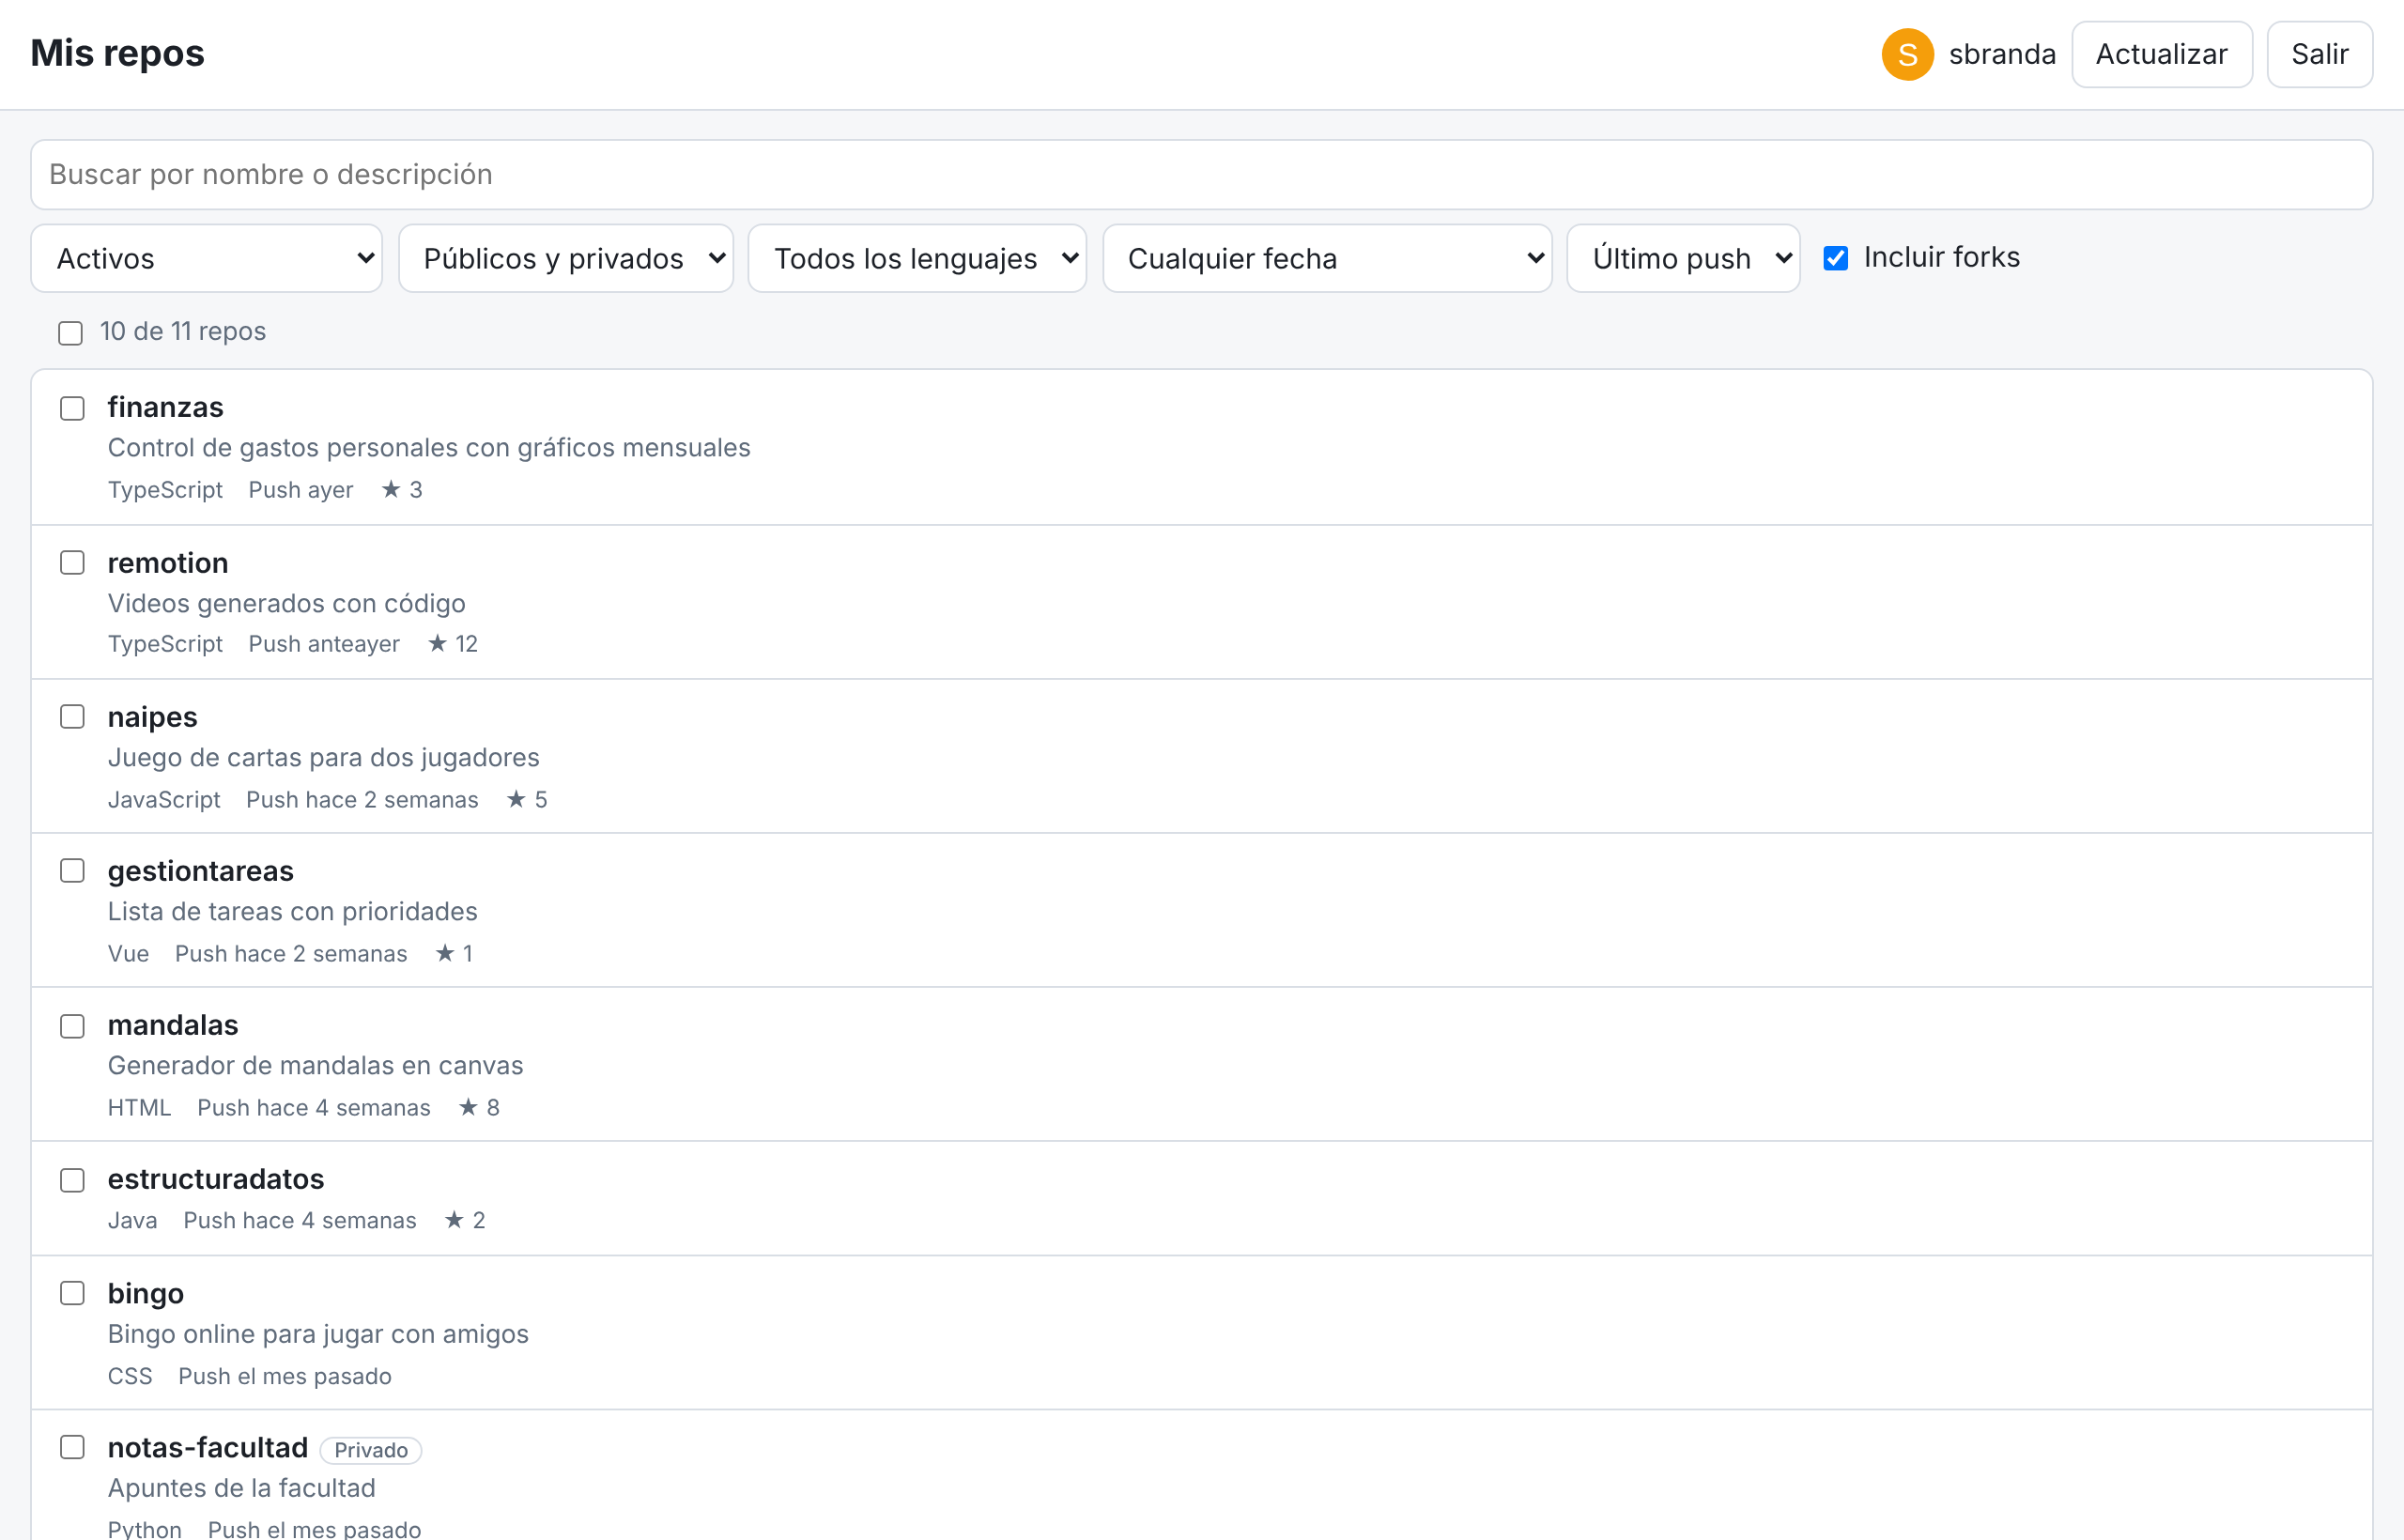 Mis repos
S sbranda Actualizar Salir
Buscar por nombre o descripción
Activos Públicos y privados Todos los lenguajes Cualquier fecha Último push Incluir forks
10 de 11 repos
finanzas
Control de gastos personales con gráficos mensuales
TypeScript Push ayer ★ 3
remotion
Videos generados con código
TypeScript Push anteayer ★ 12
naipes
Juego de cartas para dos jugadores
JavaScript Push hace 2 semanas ★ 5
gestiontareas
Lista de tareas con prioridades
Vue Push hace 2 semanas ★ 1
mandalas
Generador de mandalas en canvas
HTML Push hace 4 semanas ★ 8
estructuradatos
Java Push hace 4 semanas ★ 2
bingo
Bingo online para jugar con amigos
CSS Push el mes pasado
notas-facultad Privado
Apuntes de la facultad
Python Push el mes pasado